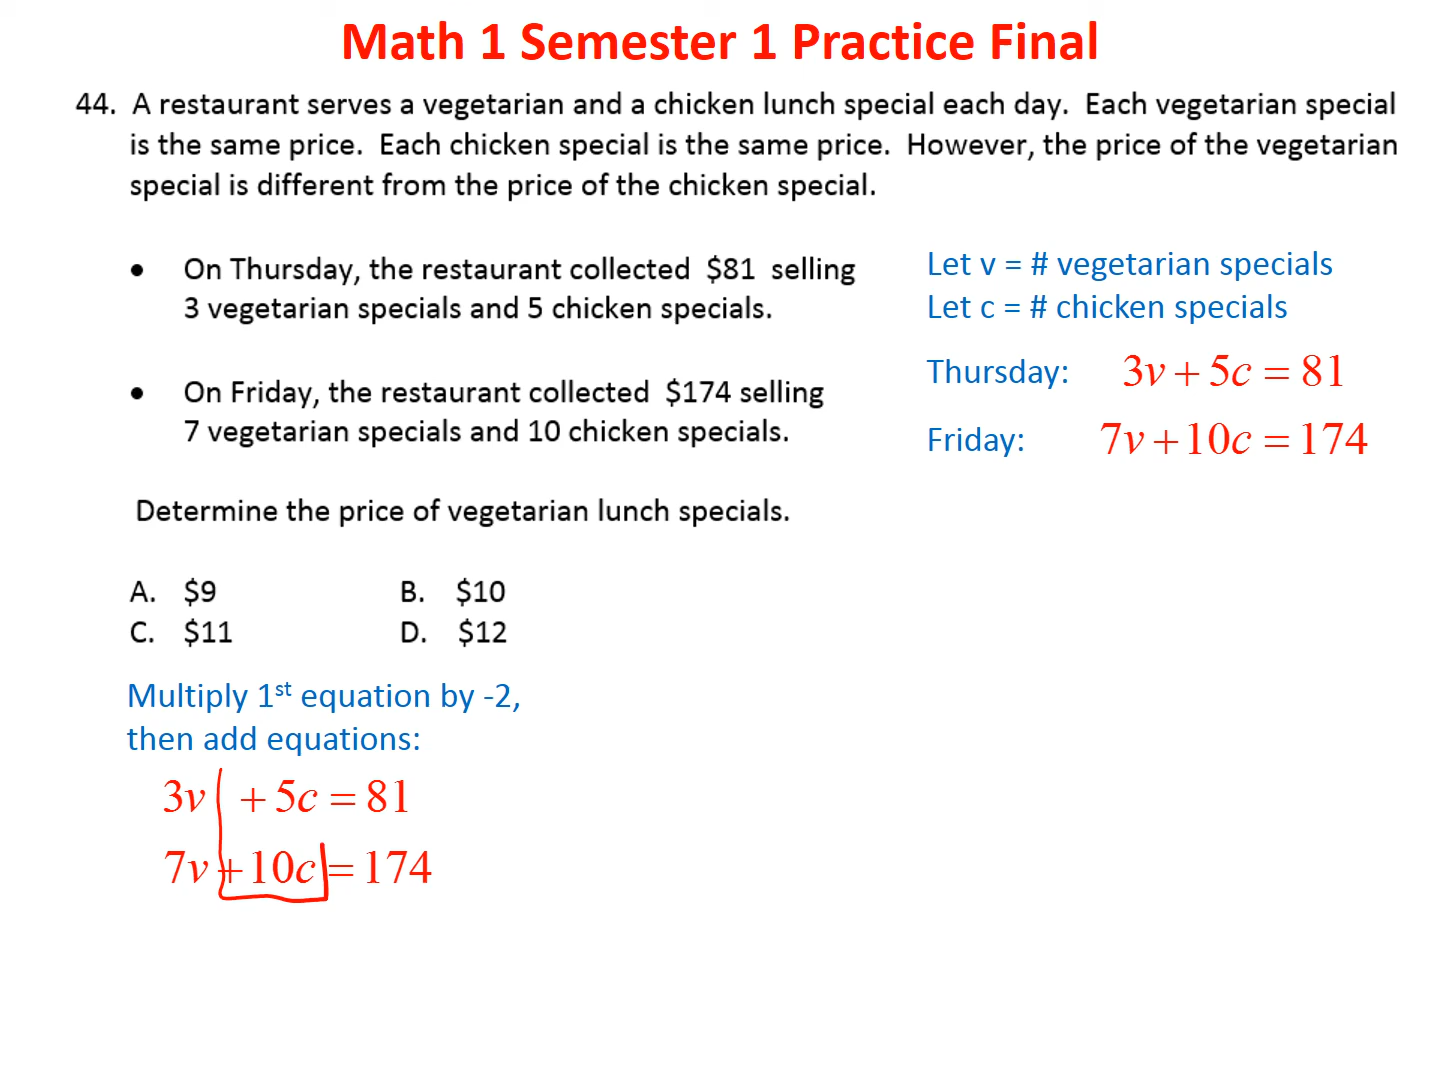 Math 1 Semester 1 Practice Final
44. A restaurant serves a vegetarian and a chicken lunch special each day. Each vegetarian special
is the same price. Each chicken special is the same price. However, the price of the vegetarian
special is different from the price of the chicken special.
• On Thursday, the restaurant collected $81 selling
3 vegetarian specials and 5 chicken specials.
• On Friday, the restaurant collected $174 selling
7 vegetarian specials and 10 chicken specials.
Let v = # vegetarian specials
Let c = # chicken specials
Thursday: 3v + 5c = 81
Friday: 7v + 10c = 174
Determine the price of vegetarian lunch specials.
A. $9 B. $10
C. $11 D. $12
Multiply 1st equation by -2,
then add equations:
3v + 5c = 81
7v + 10c = 174